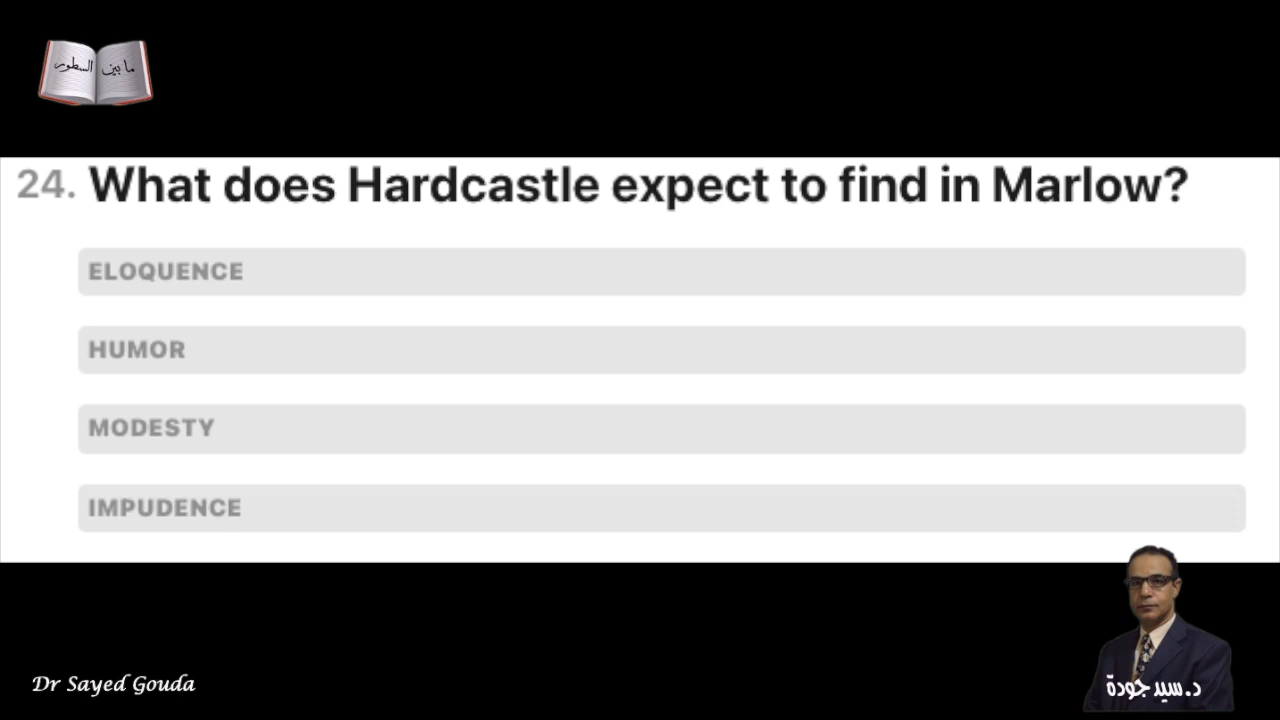 ما بين السطور
24. What does Hardcastle expect to find in Marlow?
ELOQUENCE
HUMOR
MODESTY
IMPUDENCE
Dr Sayed Gouda
د. سيد جودة